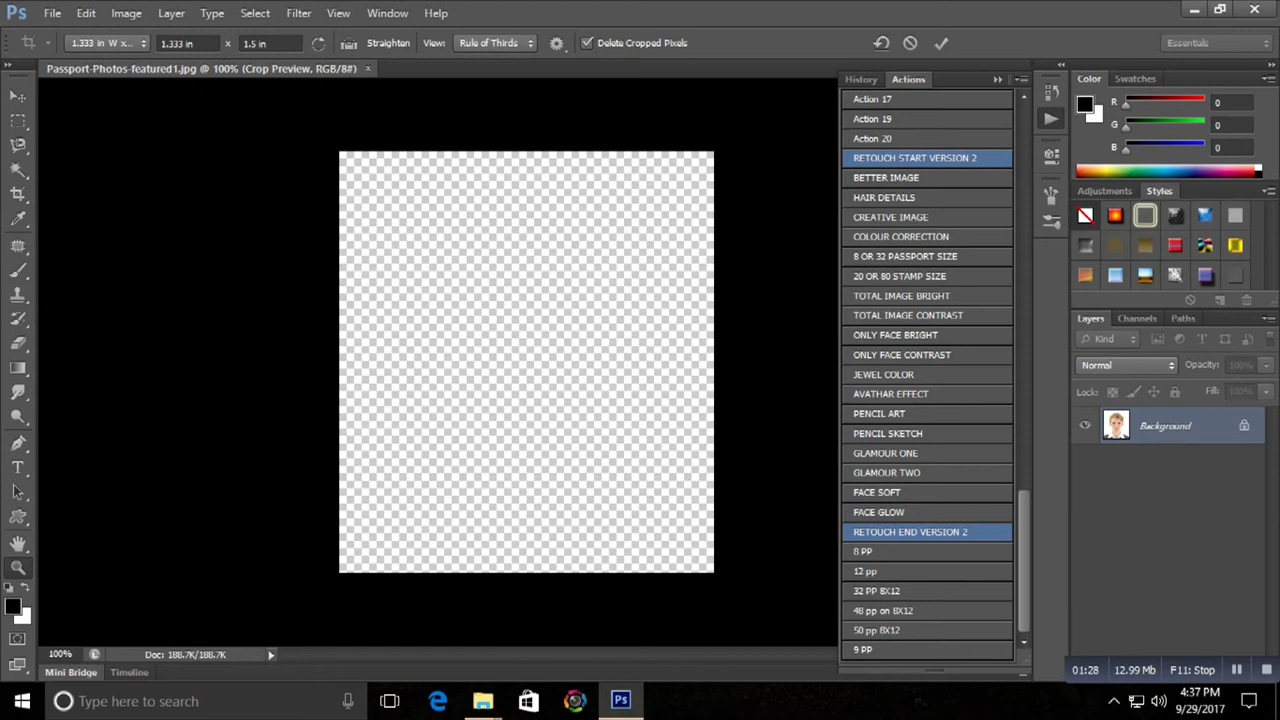 Ps File Edit Image Layer Type Select Filter View Window Help
1.333 in W x... 1.333 in x 1.5 in Straighten View: Rule of Thirds Delete Cropped Pixels Essentials
Passport-Photos-featured1.jpg @ 100% (Crop Preview, RGB/8#) ×
History Actions
Action 17
Action 19
Action 20
RETOUCH START VERSION 2
BETTER IMAGE
HAIR DETAILS
CREATIVE IMAGE
COLOUR CORRECTION
8 OR 32 PASSPORT SIZE
20 OR 80 STAMP SIZE
TOTAL IMAGE BRIGHT
TOTAL IMAGE CONTRAST
ONLY FACE BRIGHT
ONLY FACE CONTRAST
JEWEL COLOR
AVATHAR EFFECT
PENCIL ART
PENCIL SKETCH
GLAMOUR ONE
GLAMOUR TWO
FACE SOFT
FACE GLOW
RETOUCH END VERSION 2
8 PP
12 pp
32 PP 8X12
48 pp on 8X12
50 pp 8X12
9 PP
Color Swatches
R 0
G 0
B 0
Adjustments Styles
Layers Channels Paths
Kind
Normal Opacity: 100%
Lock: Fill: 100%
Background
100% Doc: 188.7K/188.7K
Mini Bridge Timeline
01:28 12.99 Mb F11: Stop
Type here to search
Ps
4:37 PM
9/29/2017